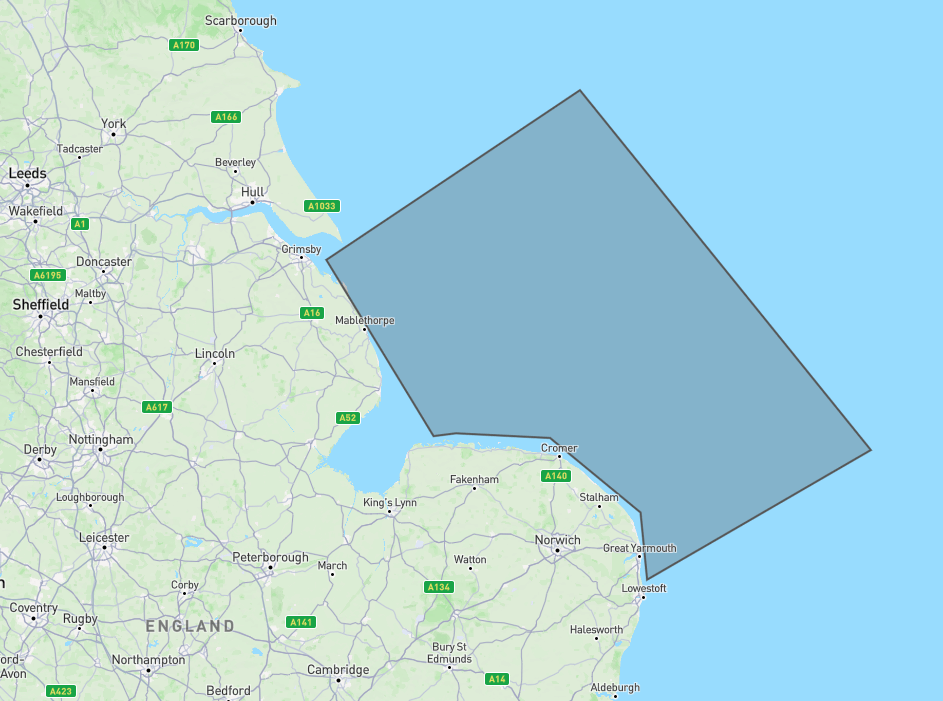 Scarborough
A170
A166
York
Tadcaster
Beverley
Leeds
Hull
A1033
Wakefield
A1
Grimsby
Doncaster
A6195
Maltby
Sheffield
A16
Mablethorpe
Chesterfield
Lincoln
Mansfield
A617
A52
Nottingham
Derby
Cromer
A140
Fakenham
Loughborough
King's Lynn
Stalham
Leicester
Norwich
Great Yarmouth
Peterborough
Watton
March
n
Corby
A134
Lowestoft
Coventry
Rugby
ENGLAND
A141
Halesworth
Bury St
Edmunds
Northampton
ord-
Avon
Cambridge
A14
A423
Bedford
Aldeburgh